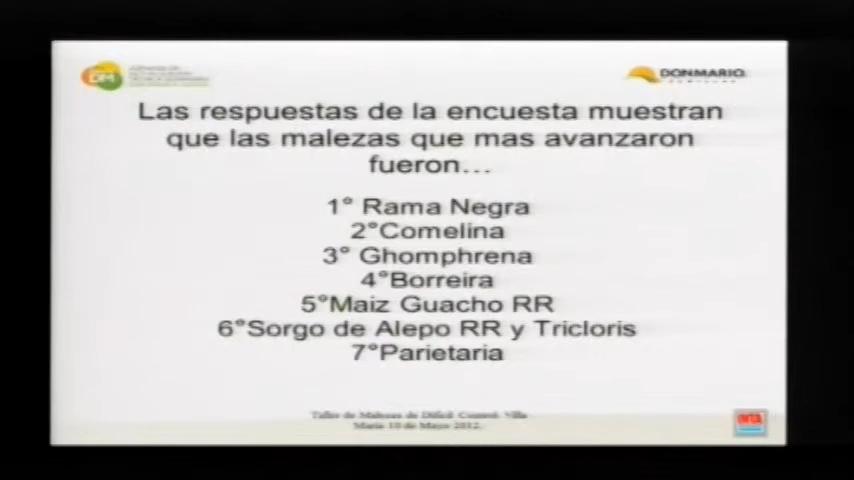 DM
DONMARIO
Las respuestas de la encuesta muestran
que las malezas que mas avanzaron
fueron...
1° Rama Negra
2°Comelina
3° Ghomphrena
4°Borreira
5°Maiz Guacho RR
6°Sorgo de Alepo RR y Tricloris
7°Parietaria
Taller de Malezas de Difícil Control. Villa
María 10 de Mayo 2012.
INTA